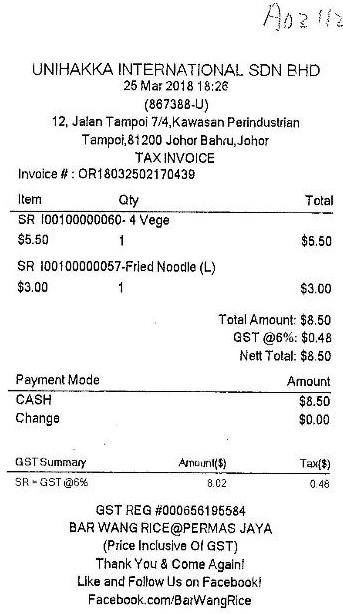 UNIHAKKA INTERNATIONAL SDN BHD
25 Mar 2018 18:26
(867388-U)
12, Jalan Tampoi 7/4,Kawasan Perindustrian
Tampoi,81200 Johor Bahru,Johor
TAX INVOICE
Invoice # : OR18032502170439
Item Qty Total
SR I00100000060- 4 Vege
$5.50 1 $5.50
SR I00100000057-Fried Noodle (L)
$3.00 1 $3.00
Total Amount: $8.50
GST @6%: $0.48
Nett Total: $8.50
Payment Mode Amount
CASH $8.50
Change $0.00
GST Summary Amount($) Tax($)
SR = GST @6% 8.02 0.48
GST REG #000656195584
BAR WANG RICE@PERMAS JAYA
(Price Inclusive Of GST)
Thank You & Come Again!
Like and Follow Us on Facebook!
Facebook.com/BarWangRice